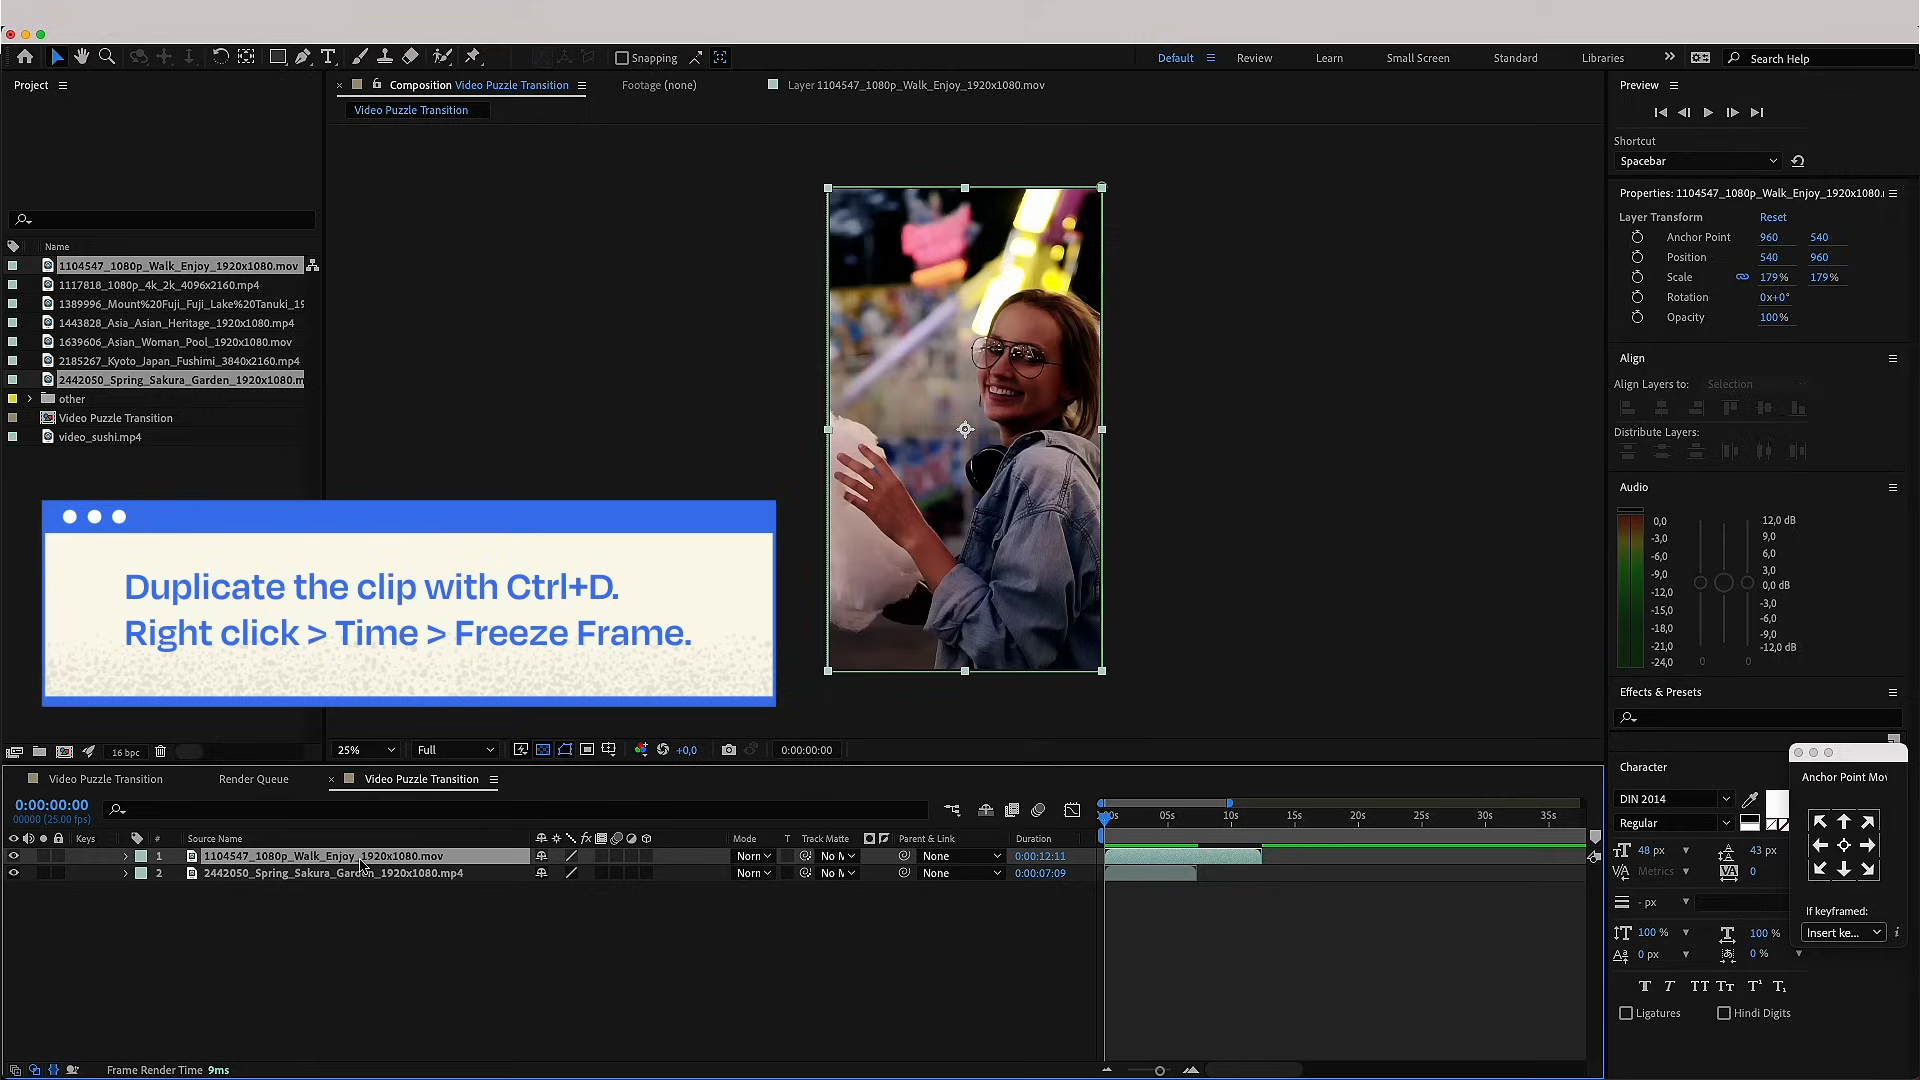 Snapping
Default
Review
Learn
Small Screen
Standard
Libraries
Search Help
Project
Composition Video Puzzle Transition
Footage (none)
Layer 1104547_1080p_Walk_Enjoy_1920x1080.mov
Video Puzzle Transition
Preview
Shortcut
Spacebar
Properties: 1104547_1080p_Walk_Enjoy_1920x1080.
Layer Transform Reset
Anchor Point 960 540
Position 540 960
Scale 179% 179%
Rotation 0x+0°
Opacity 100%
Name
1104547_1080p_Walk_Enjoy_1920x1080.mov
1117818_1080p_4k_2k_4096x2160.mp4
1389996_Mount%20Fuji_Fuji_Lake%20Tanuki_19
1443828_Asia_Asian_Heritage_1920x1080.mp4
1639606_Asian_Woman_Pool_1920x1080.mov
2185267_Kyoto_Japan_Fushimi_3840x2160.mp4
2442050_Spring_Sakura_Garden_1920x1080.m
other
Video Puzzle Transition
video_sushi.mp4
Align
Align Layers to: Selection
Distribute Layers:
Audio
0,0
-3,0
-6,0
-9,0
-12,0
-15,0
-18,0
-21,0
-24,0
12,0 dB
9,0
6,0
3,0
0,0 dB
-3,0
-6,0
-9,0
-12,0 dB
0 0
Duplicate the clip with Ctrl+D.
Right click > Time > Freeze Frame.
Effects & Presets
16 bpc
25%
Full
+0,0
0:00:00:00
Character
DIN 2014
Regular
48 px
43 px
Metrics
0
- px
100 %
100 %
0 px
0 %
T T TT Tт T¹ T₁
Ligatures
Hindi Digits
Anchor Point Mov
If keyframed:
Insert ke...
Video Puzzle Transition
Render Queue
Video Puzzle Transition
0:00:00:00
00000 (25.00 fps)
Keys
#
Source Name
Mode
T
Track Matte
Parent & Link
Duration
05s
10s
15s
20s
25s
30s
35s
1 1104547_1080p_Walk_Enjoy_1920x1080.mov Norn No M None 0:00:12:11
2 2442050_Spring_Sakura_Garden_1920x1080.mp4 Norn No M None 0:00:07:09
Frame Render Time 9ms